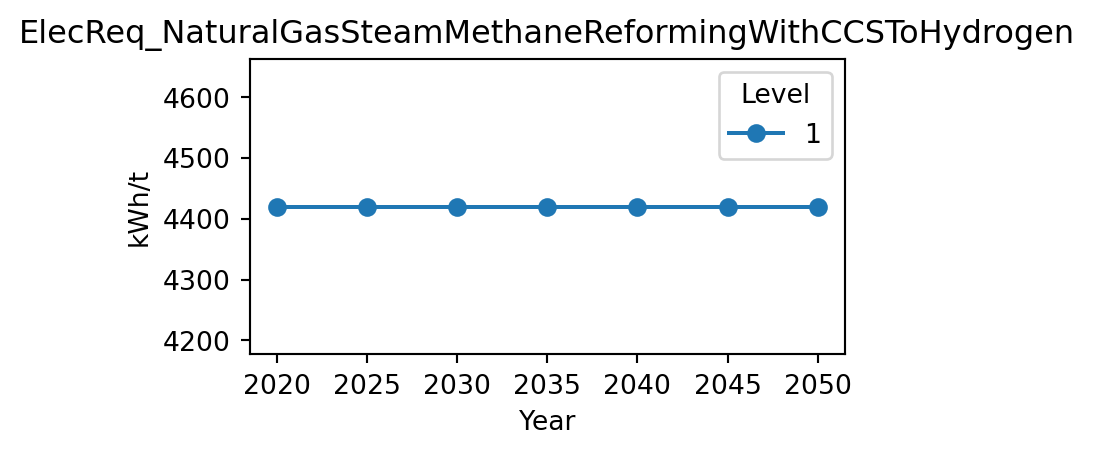 ElecReq_NaturalGasSteamMethaneReformingWithCCSToHydrogen
Level
1
4600
4500
4400
4300
4200
kWh/t
2020 2025 2030 2035 2040 2045 2050
Year